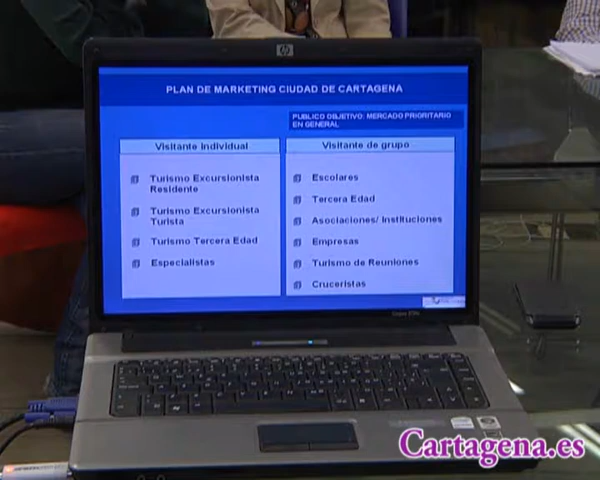 PLAN DE MARKETING CIUDAD DE CARTAGENA
PUBLICO OBJETIVO: MERCADO PRIORITARIO
EN GENERAL
Visitante individual
Turismo Excursionista
Residente
Turismo Excursionista
Turista
Turismo Tercera Edad
Especialistas
Visitante de grupo
Escolares
Tercera Edad
Asociaciones/ Instituciones
Empresas
Turismo de Reuniones
Cruceristas
hp
Cartagena.es